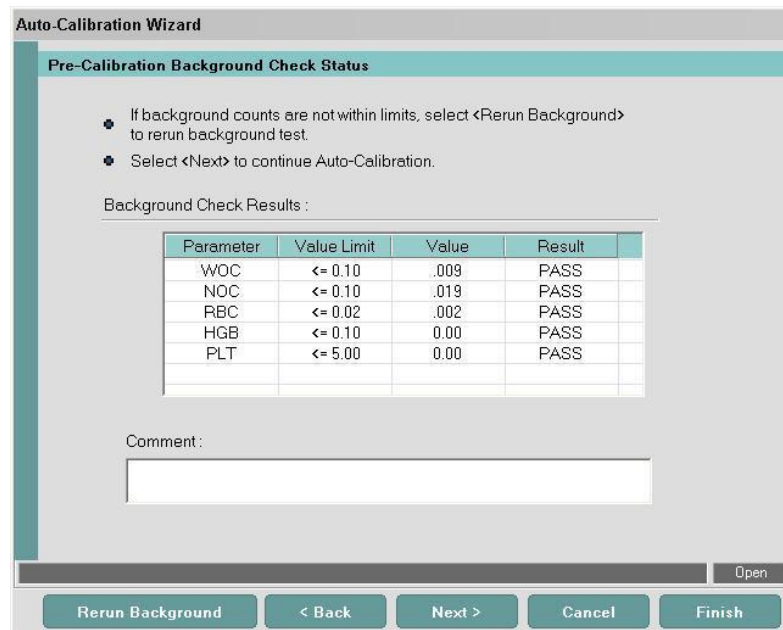 Auto-Calibration Wizard
Pre-Calibration Background Check Status
If background counts are not within limits, select <Rerun Background>
to rerun background test.
Select <Next> to continue Auto-Calibration.
Background Check Results :
Parameter Value Limit Value Result
WOC <= 0.10 .009 PASS
NOC <= 0.10 .019 PASS
RBC <= 0.02 .002 PASS
HGB <= 0.10 0.00 PASS
PLT <= 5.00 0.00 PASS
Comment :
Open
Rerun Background < Back Next > Cancel Finish